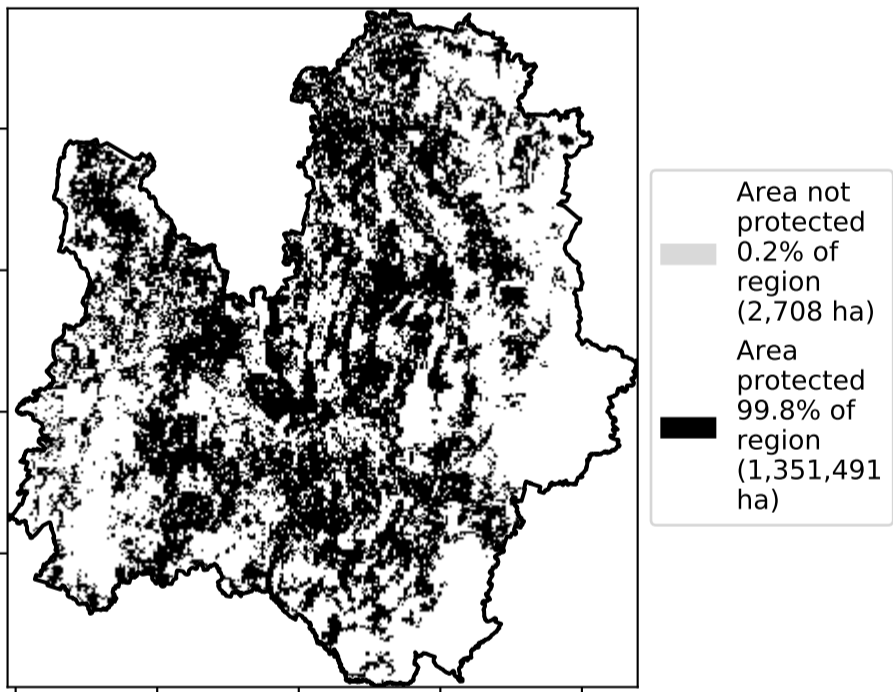 Area not
protected
0.2% of
region
(2,708 ha)
Area
protected
99.8% of
region
(1,351,491
ha)